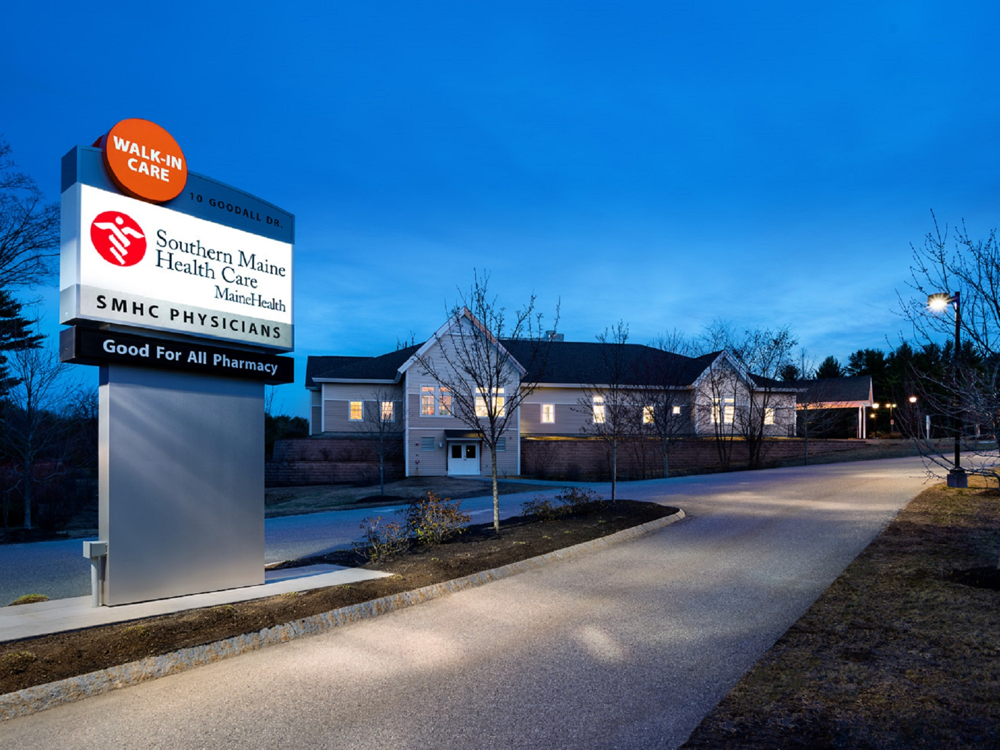 WALK-IN
CARE
10 GOODALL DR.
Southern Maine
Health Care
MaineHealth
SMHC PHYSICIANS
Good For All Pharmacy